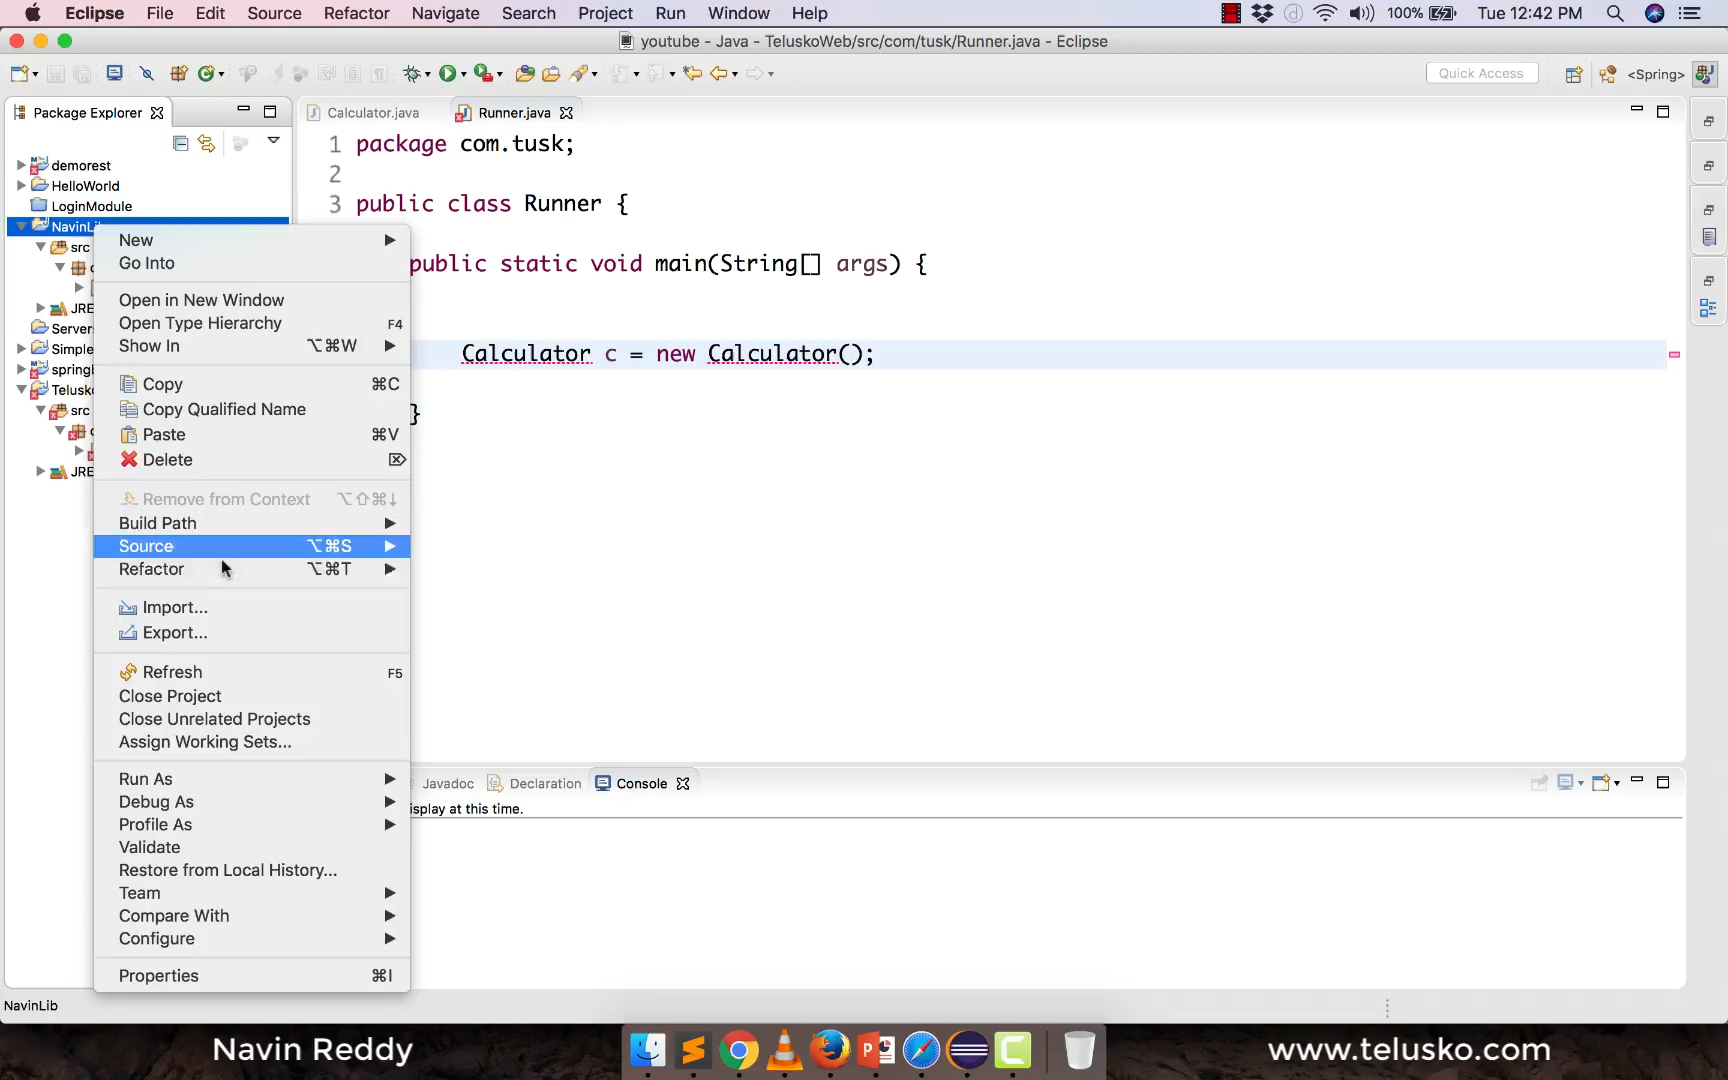 Eclipse File Edit Source Refactor Navigate Search Project Run Window Help 100% Tue 12:42 PM
youtube - Java - TeluskoWeb/src/com/tusk/Runner.java - Eclipse
Quick Access <Spring>
Package Explorer
Calculator.java Runner.java
demorest
HelloWorld
LoginModule
NavinLi
src
JRE
Server
Simple
spring
Telusk
src
JRE
New
Go Into
Open in New Window
Open Type Hierarchy F4
Show In ⌥⌘W
Copy ⌘C
Copy Qualified Name
Paste ⌘V
Delete ⌦
Remove from Context ⌥⇧⌘↓
Build Path
Source ⌥⌘S
Refactor ⌥⌘T
Import...
Export...
Refresh F5
Close Project
Close Unrelated Projects
Assign Working Sets...
Run As
Debug As
Profile As
Validate
Restore from Local History...
Team
Compare With
Configure
Properties ⌘I
1 package com.tusk;
2
3 public class Runner {
public static void main(String[] args) {
Calculator c = new Calculator();
}
Javadoc Declaration Console
isplay at this time.
NavinLib
Navin Reddy
www.telusko.com